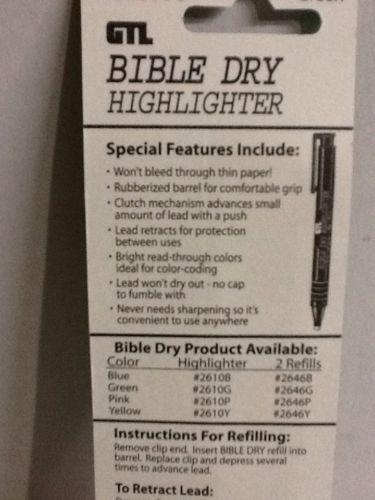 Green
GTL
BIBLE DRY
HIGHLIGHTER
Special Features Include:
• Won't bleed through thin paper!
• Rubberized barrel for comfortable grip
• Clutch mechanism advances small
amount of lead with a push
• Lead retracts for protection
between uses
• Bright read-through colors
ideal for color-coding
• Lead won't dry out - no cap
to fumble with
• Never needs sharpening so it's
convenient to use anywhere
Bible Dry Product Available:
Color Highlighter 2 Refills
Blue #2610B #2646B
Green #2610G #2646G
Pink #2610P #2646P
Yellow #2610Y #2646Y
Instructions For Refilling:
Remove clip end. Insert BIBLE DRY refill into
barrel. Replace clip and depress several
times to advance lead.
To Retract Lead: